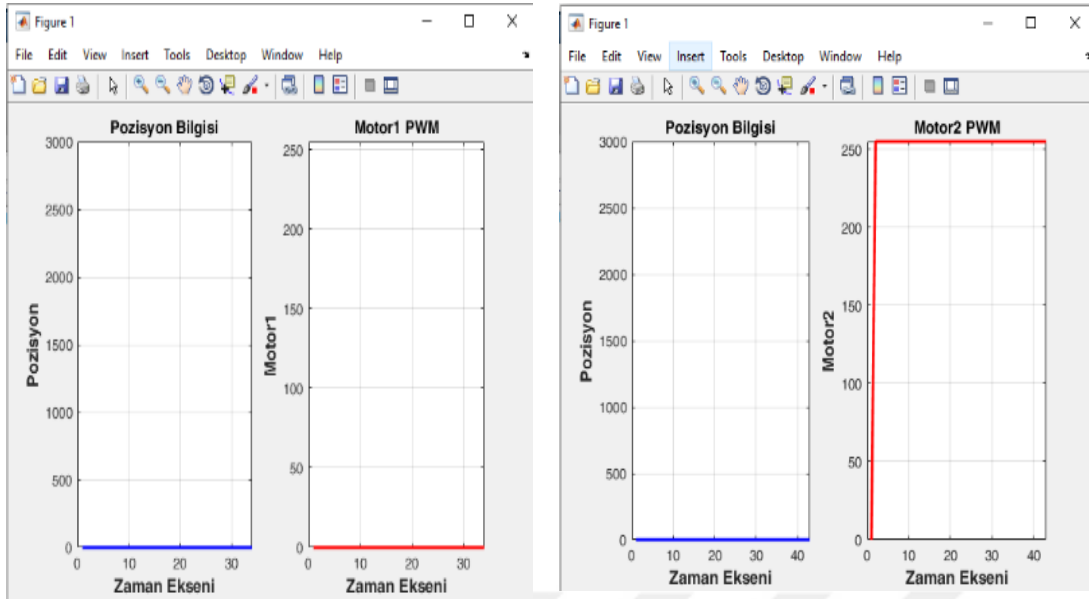 Figure 1
File Edit View Insert Tools Desktop Window Help
Pozisyon Bilgisi
3000
2500
2000
1500
1000
500
0
Pozisyon
0 10 20 30
Zaman Ekseni
Motor1 PWM
250
200
150
100
50
0
Motor1
0 10 20 30
Zaman Ekseni
Figure 1
File Edit View Insert Tools Desktop Window Help
Pozisyon Bilgisi
3000
2500
2000
1500
1000
500
0
Pozisyon
0 10 20 30 40
Zaman Ekseni
Motor2 PWM
250
200
150
100
50
0
Motor2
0 10 20 30 40
Zaman Ekseni